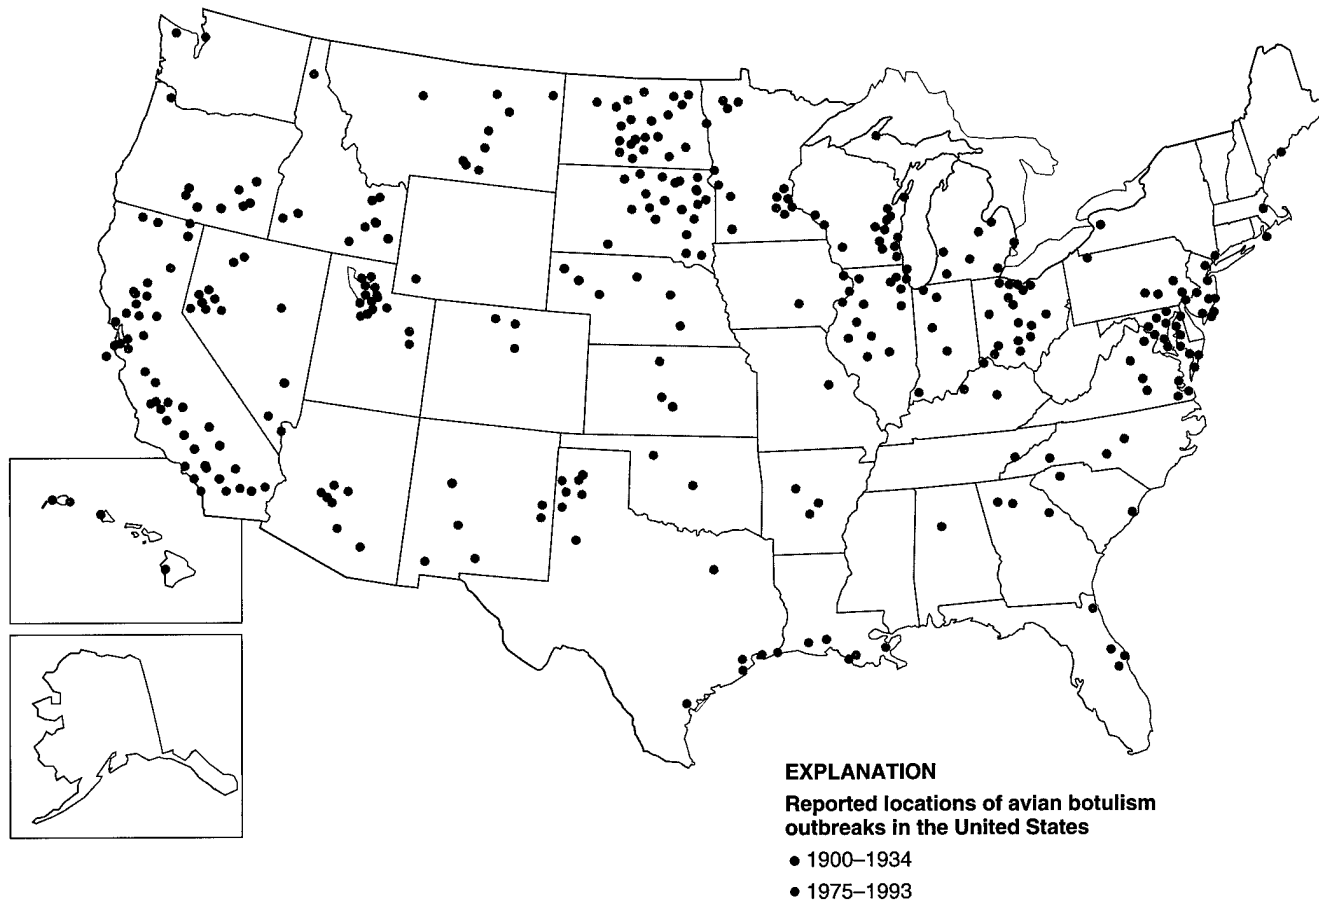 EXPLANATION
Reported locations of avian botulism
outbreaks in the United States
1900–1934
1975–1993